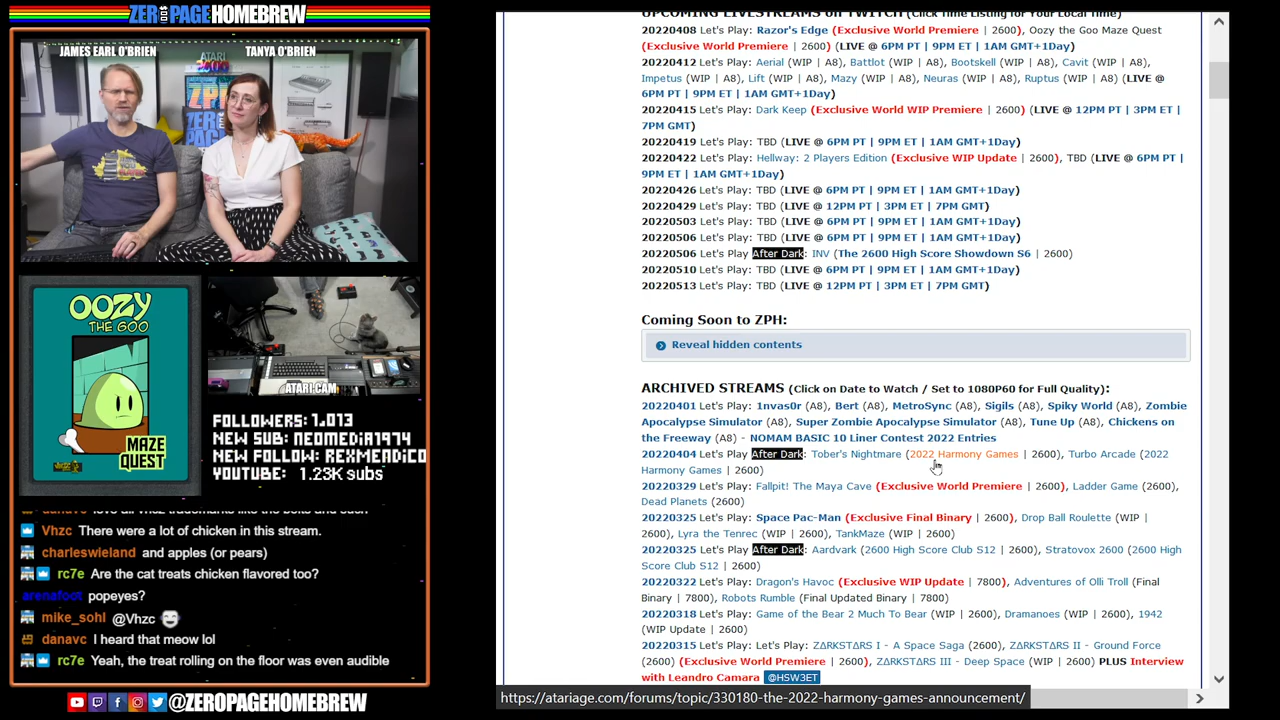 ZEROPAGEHOMEBREW
JAMES EARL O'BRIEN
TANYA O'BRIEN
OOZY
THE GOO
MAZE
QUEST
ATARI CAM
FOLLOWERS: 1,013
NEW SUB: NEOMEDIA1974
NEW FOLLOW: REXMENDICO
YOUTUBE: 1.23K subs
danavc love all Vhzc trademarks like the bolts and such
Vhzc There were a lot of chicken in this stream.
charleswieland and apples (or pears)
rc7e Are the cat treats chicken flavored too?
arenafoot popeyes?
mike_sohl @Vhzc
danavc I heard that meow lol
rc7e Yeah, the treat rolling on the floor was even audible
@ZEROPAGEHOMEBREW
UPCOMING LIVESTREAMS ON TWITCH (Click Time Listing for Your Local Time)
20220408 Let's Play: Razor's Edge (Exclusive World Premiere | 2600), Oozy the Goo Maze Quest
(Exclusive World Premiere | 2600) (LIVE @ 6PM PT | 9PM ET | 1AM GMT+1Day)
20220412 Let's Play: Aerial (WIP | A8), Battlot (WIP | A8), Bootskell (WIP | A8), Cavit (WIP | A8),
Impetus (WIP | A8), Lift (WIP | A8), Mazy (WIP | A8), Neuras (WIP | A8), Ruptus (WIP | A8) (LIVE @
6PM PT | 9PM ET | 1AM GMT+1Day)
20220415 Let's Play: Dark Keep (Exclusive World WIP Premiere | 2600) (LIVE @ 12PM PT | 3PM ET |
7PM GMT)
20220419 Let's Play: TBD (LIVE @ 6PM PT | 9PM ET | 1AM GMT+1Day)
20220422 Let's Play: Hellway: 2 Players Edition (Exclusive WIP Update | 2600), TBD (LIVE @ 6PM PT |
9PM ET | 1AM GMT+1Day)
20220426 Let's Play: TBD (LIVE @ 6PM PT | 9PM ET | 1AM GMT+1Day)
20220429 Let's Play: TBD (LIVE @ 12PM PT | 3PM ET | 7PM GMT)
20220503 Let's Play: TBD (LIVE @ 6PM PT | 9PM ET | 1AM GMT+1Day)
20220506 Let's Play: TBD (LIVE @ 6PM PT | 9PM ET | 1AM GMT+1Day)
20220506 Let's Play After Dark: INV (The 2600 High Score Showdown S6 | 2600)
20220510 Let's Play: TBD (LIVE @ 6PM PT | 9PM ET | 1AM GMT+1Day)
20220513 Let's Play: TBD (LIVE @ 12PM PT | 3PM ET | 7PM GMT)
Coming Soon to ZPH:
Reveal hidden contents
ARCHIVED STREAMS (Click on Date to Watch / Set to 1080P60 for Full Quality):
20220401 Let's Play: 1nvas0r (A8), Bert (A8), MetroSync (A8), Sigils (A8), Spiky World (A8), Zombie
Apocalypse Simulator (A8), Super Zombie Apocalypse Simulator (A8), Tune Up (A8), Chickens on
the Freeway (A8) - NOMAM BASIC 10 Liner Contest 2022 Entries
20220404 Let's Play After Dark: Tober's Nightmare (2022 Harmony Games | 2600), Turbo Arcade (2022
Harmony Games | 2600)
20220329 Let's Play: Fallpit! The Maya Cave (Exclusive World Premiere | 2600), Ladder Game (2600),
Dead Planets (2600)
20220325 Let's Play: Space Pac-Man (Exclusive Final Binary | 2600), Drop Ball Roulette (WIP |
2600), Lyra the Tenrec (WIP | 2600), TankMaze (WIP | 2600)
20220325 Let's Play After Dark: Aardvark (2600 High Score Club S12 | 2600), Stratovox 2600 (2600 High
Score Club S12 | 2600)
20220322 Let's Play: Dragon's Havoc (Exclusive WIP Update | 7800), Adventures of Olli Troll (Final
Binary | 7800), Robots Rumble (Final Updated Binary | 7800)
20220318 Let's Play: Game of the Bear 2 Much To Bear (WIP | 2600), Dramanoes (WIP | 2600), 1942
(WIP Update | 2600)
20220315 Let's Play: Let's Play: ZΔRKSTΔRS I - A Space Saga (2600), ZΔRKSTΔRS II - Ground Force
(2600) (Exclusive World Premiere | 2600), ZΔRKSTΔRS III - Deep Space (WIP | 2600) PLUS Interview
with Leandro Camara @HSW3ET
https://atariage.com/forums/topic/330180-the-2022-harmony-games-announcement/